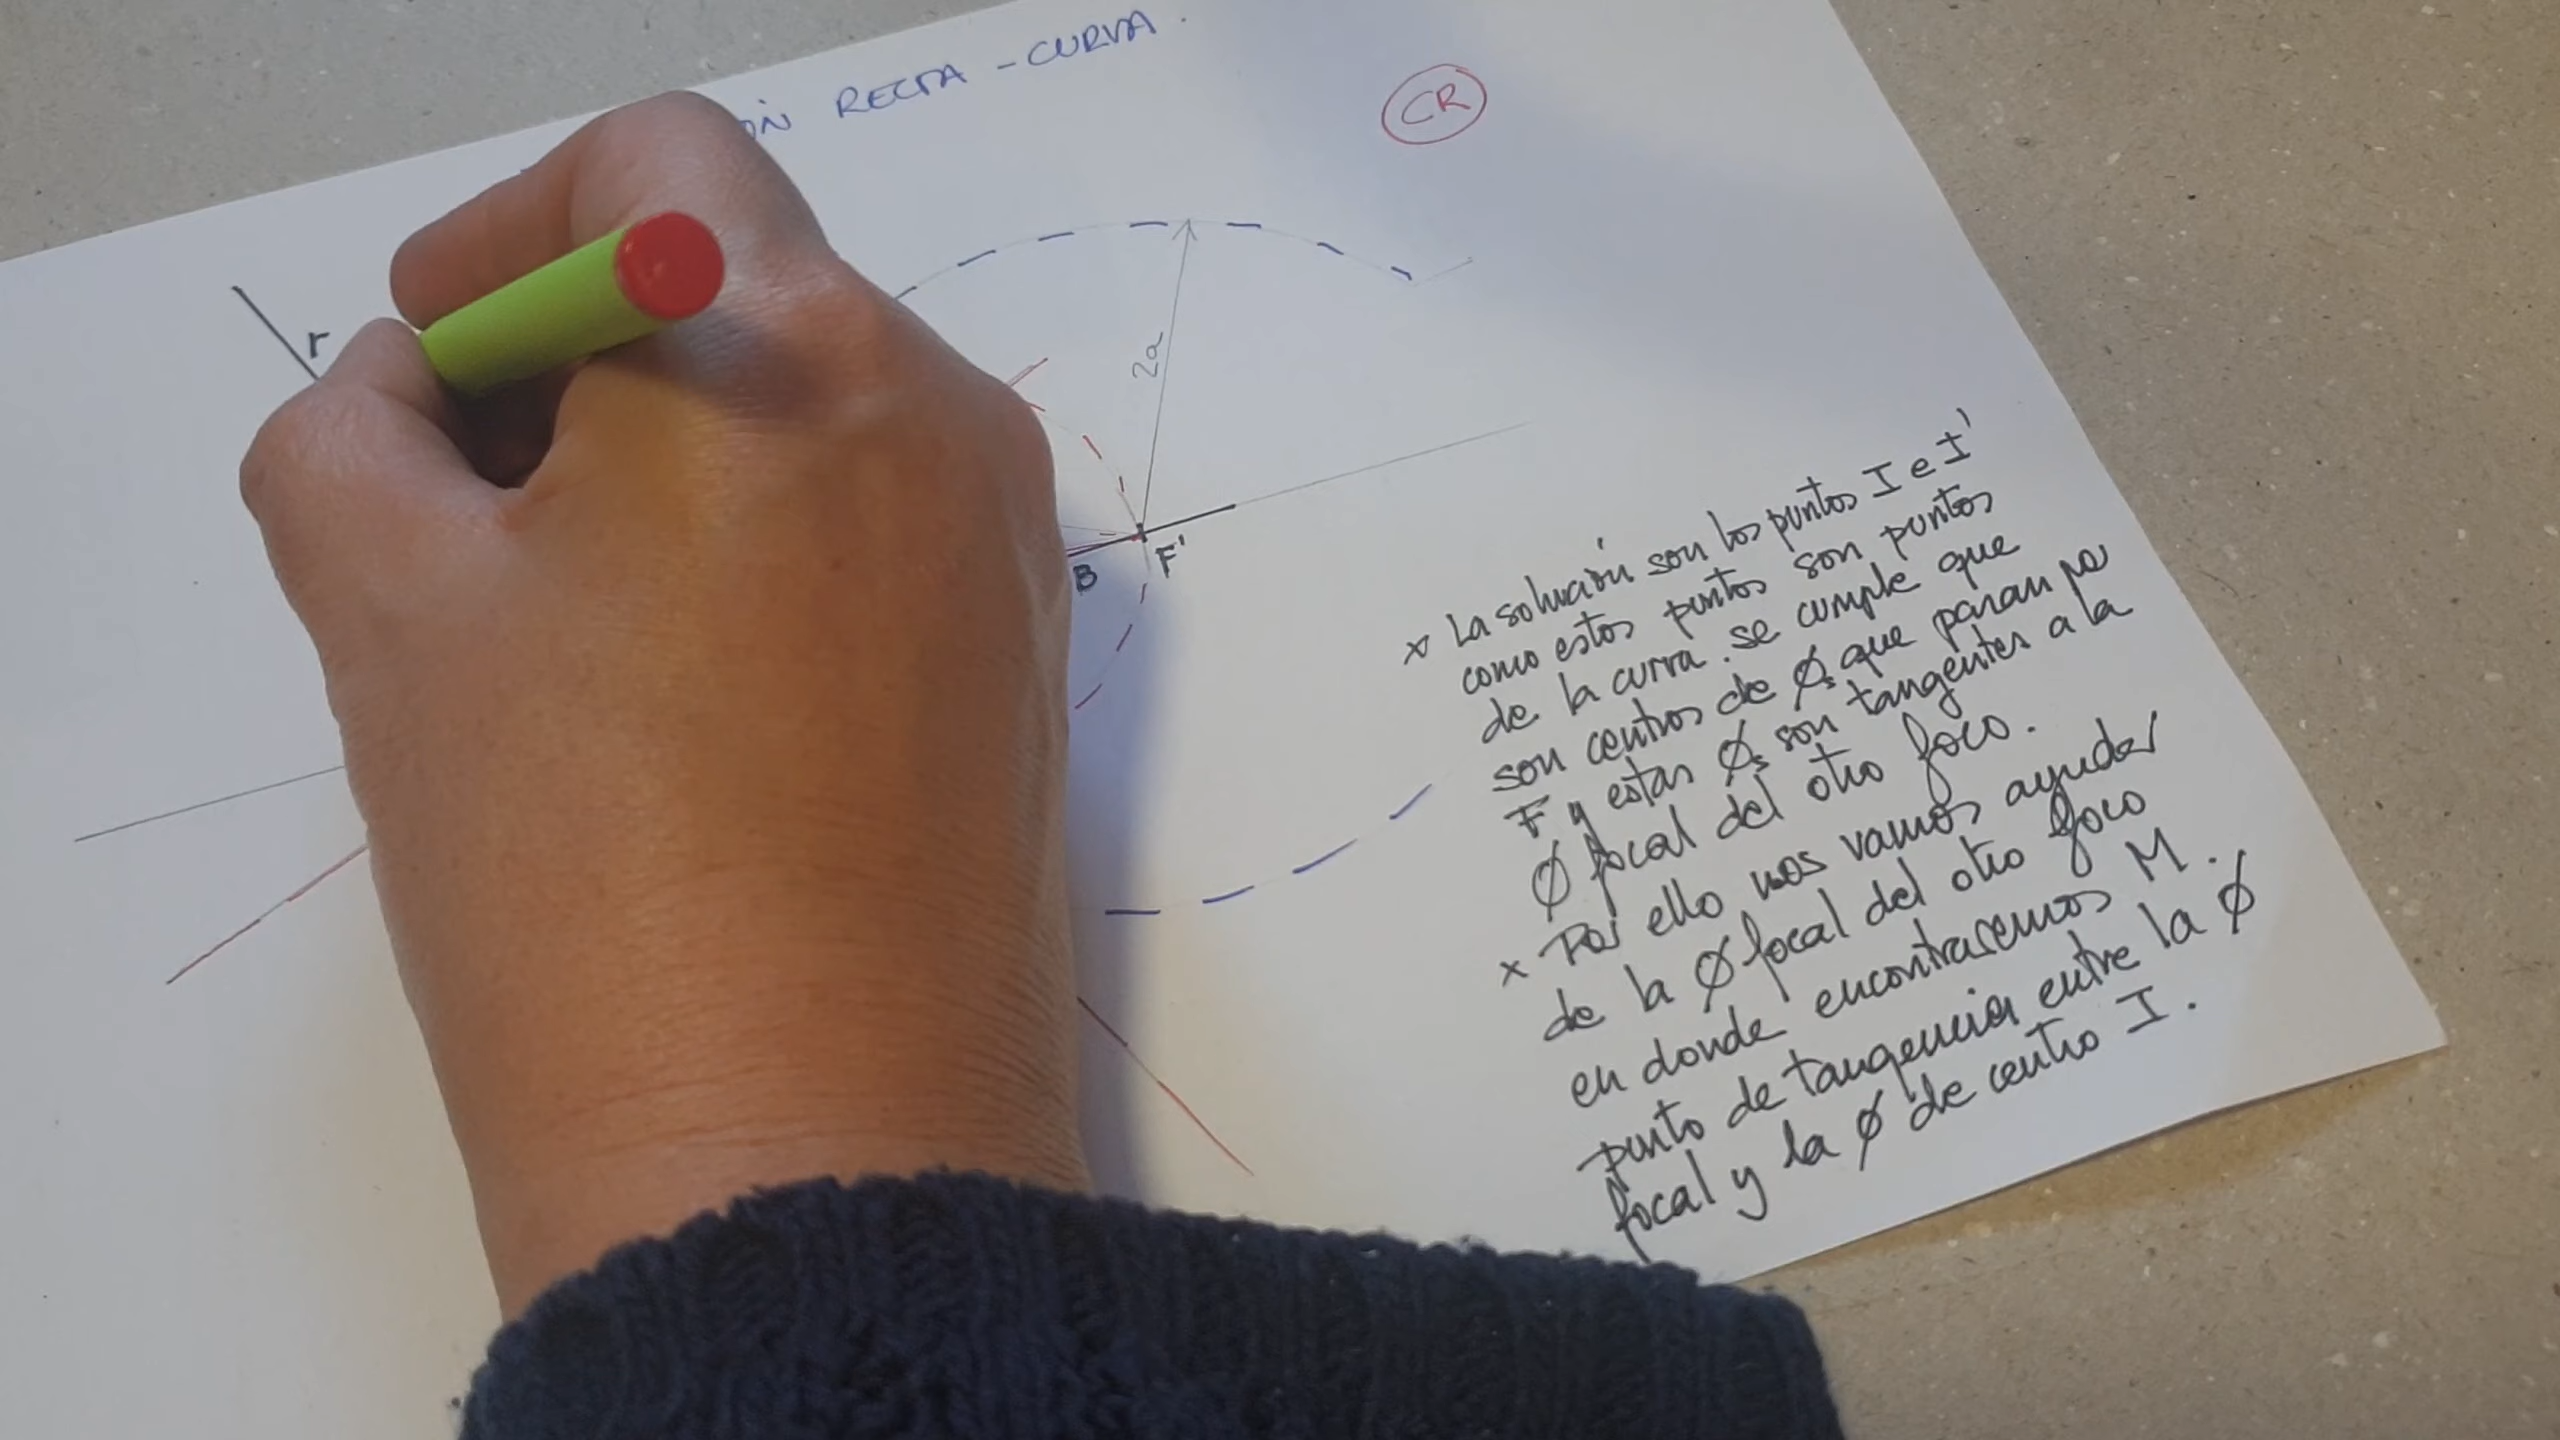 ÓN RECTA - CURVA.
CR
r
2a
B
F'
x La solución son los puntos I e I'
como estos puntos son puntos
de la curva. se cumple que
son centros de Øs que pasan por
F y estas Øs son tangentes a la
Ø focal del otro foco.
x Por ello nos vamos ayudar
de la Ø focal del otro foco
en donde encontraremos M.
punto de tangencia entre la Ø
focal y la Ø de centro I.